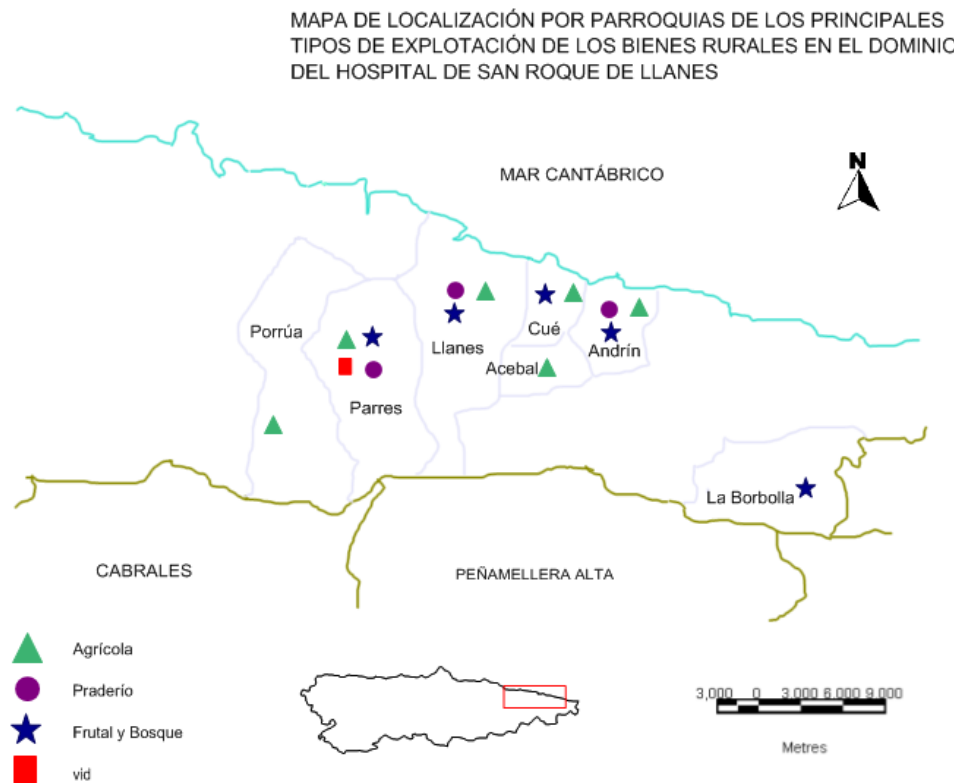 MAPA DE LOCALIZACIÓN POR PARROQUIAS DE LOS PRINCIPALES
TIPOS DE EXPLOTACIÓN DE LOS BIENES RURALES EN EL DOMINIO
DEL HOSPITAL DE SAN ROQUE DE LLANES
MAR CANTÁBRICO
N
Porrúa
Parres
Llanes
Cué
Acebal
Andrín
La Borbolla
CABRALES
PEÑAMELLERA ALTA
Agrícola
Praderío
Frutal y Bosque
vid
3,000 0 3,000 6,000 9,000
Metres